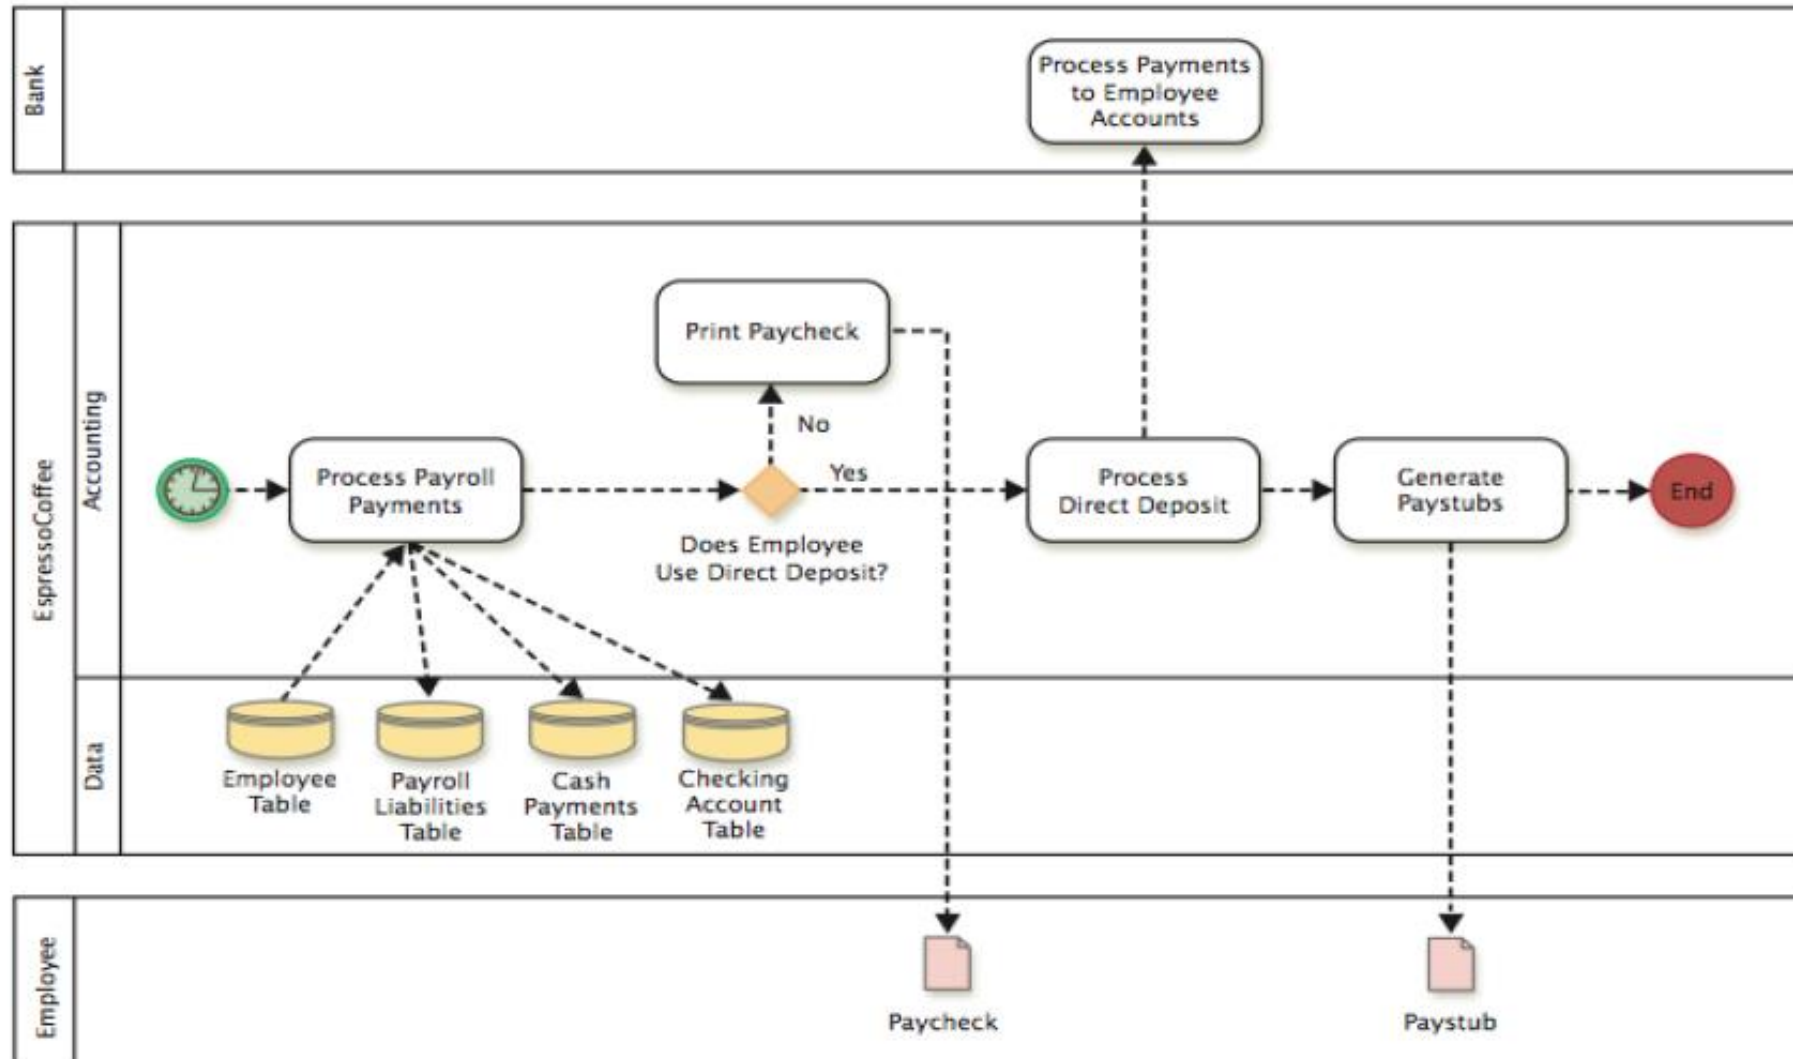 Bank
Process Payments
to Employee
Accounts
EspressoCoffee
Accounting
Print Paycheck
No
Process Payroll
Payments
Yes
Does Employee
Use Direct Deposit?
Process
Direct Deposit
Generate
Paystubs
End
Data
Employee
Table
Payroll
Liabilities
Table
Cash
Payments
Table
Checking
Account
Table
Employee
Paycheck
Paystub